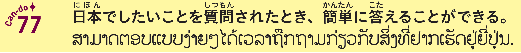 Can-do 77
日本でしたいことを質問されたとき、簡単に答えることができる。
ສາມາດຕອບແບບງ່າຍໆໄດ້ເວລາຖືກຖາມກ່ຽວກັບສິ່ງທີ່ຢາກເຮັດຢູ່ຍີ່ປຸ່ນ.